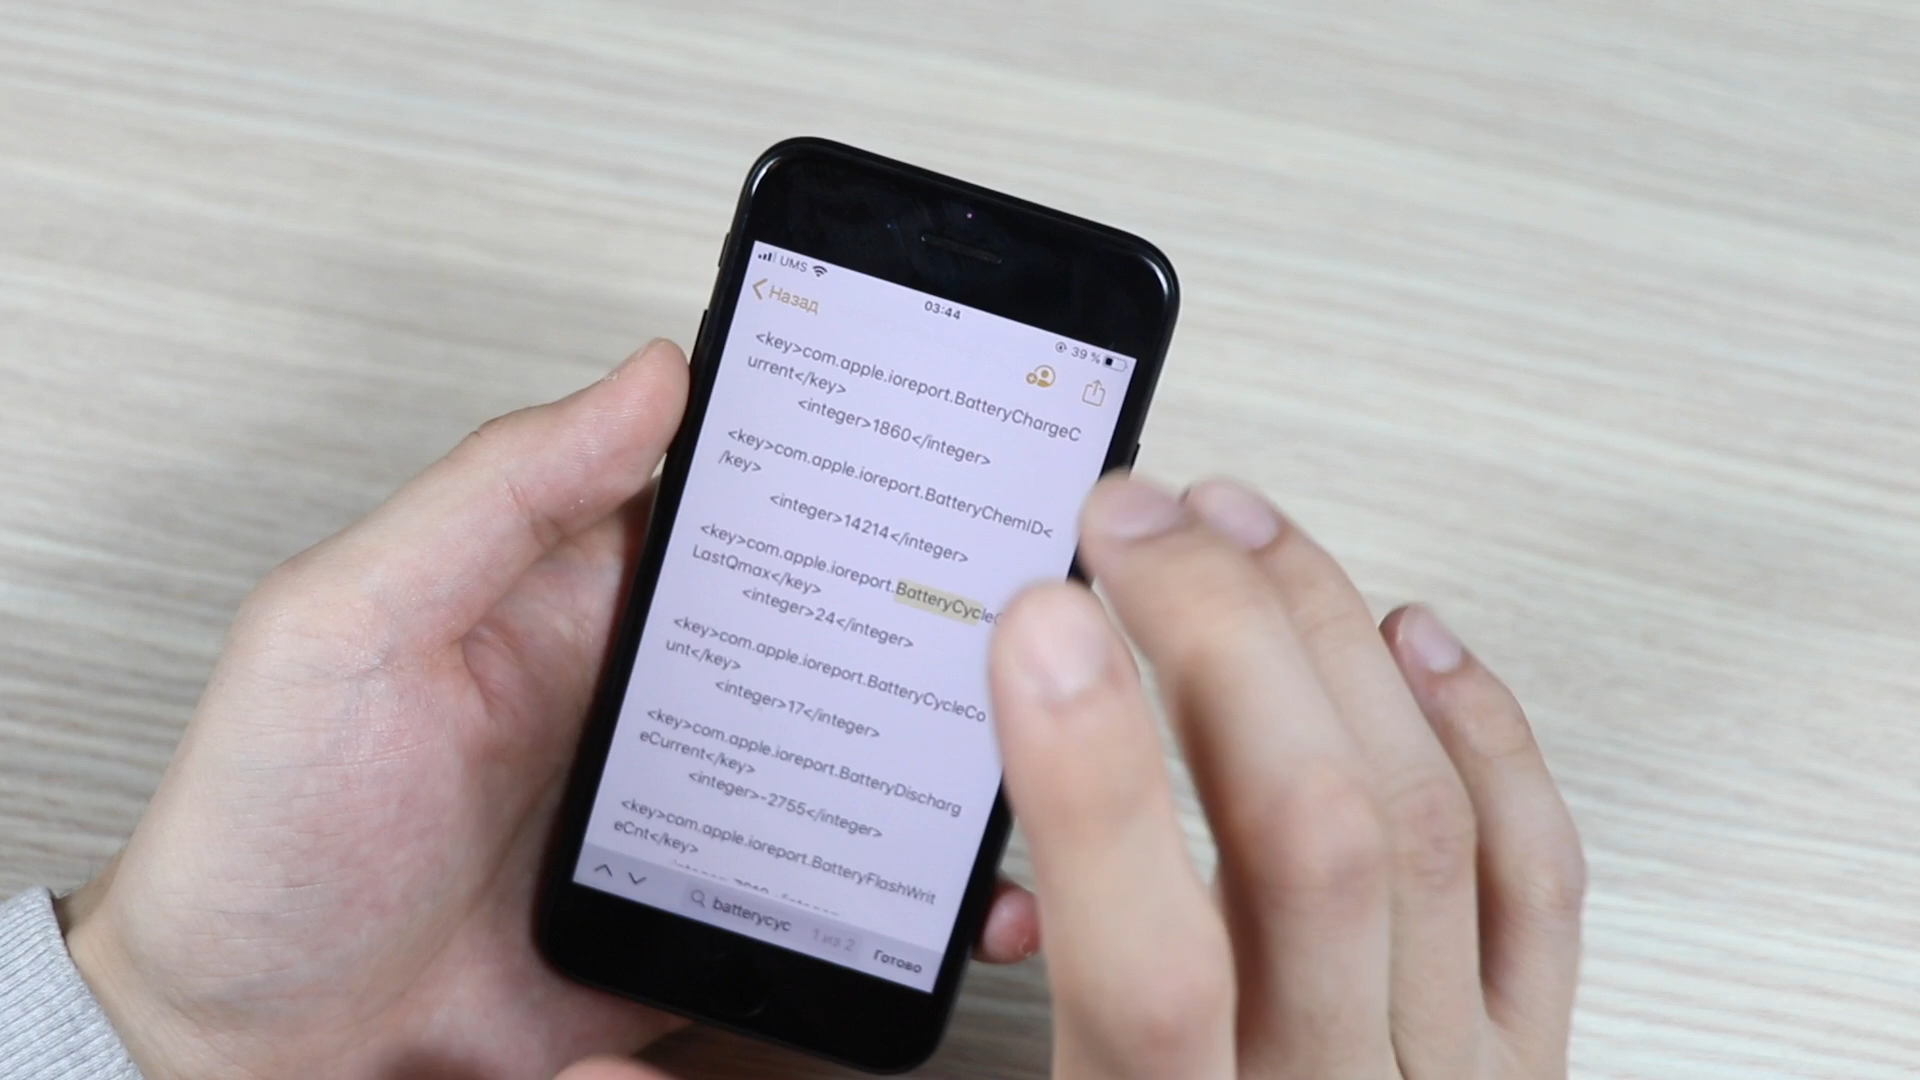 UMS
03:44
39 %
Назад
<key>com.apple.ioreport.BatteryChargeC
urrent</key>
<integer>1860</integer>
<key>com.apple.ioreport.BatteryChemID<
/key>
<integer>14214</integer>
<key>com.apple.ioreport.BatteryCycleC
LastQmax</key>
<integer>24</integer>
<key>com.apple.ioreport.BatteryCycleCo
unt</key>
<integer>17</integer>
<key>com.apple.ioreport.BatteryDischarg
eCurrent</key>
<integer>-2755</integer>
<key>com.apple.ioreport.BatteryFlashWrit
eCnt</key>
batterycyc
1 из 2
Готово